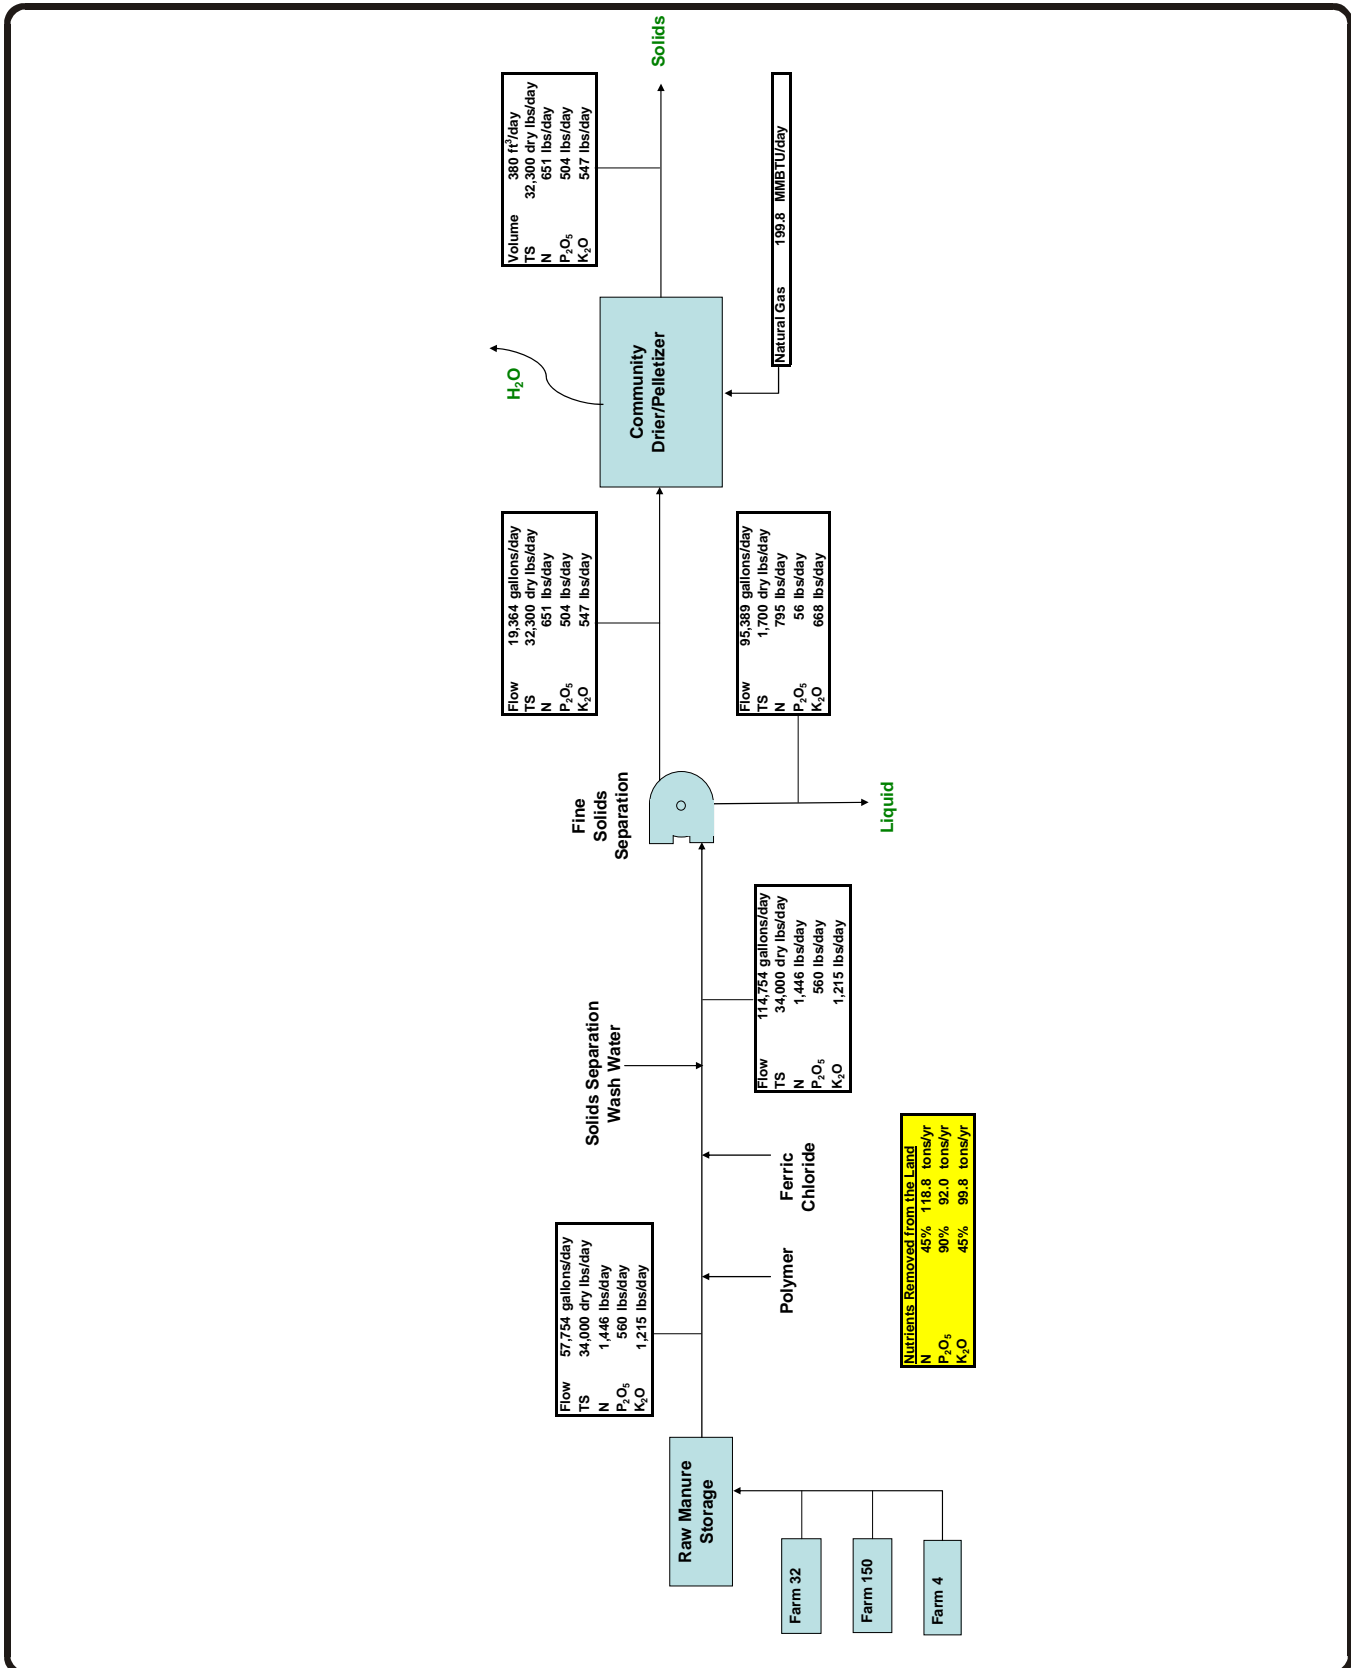 Farm 32
Farm 150
Farm 4
Raw Manure
Storage
Flow 57,754 gallons/day
TS 34,000 dry lbs/day
N 1,446 lbs/day
P₂O₅ 560 lbs/day
K₂O 1,215 lbs/day
Polymer
Ferric
Chloride
Solids Separation
Wash Water
Flow 114,754 gallons/day
TS 34,000 dry lbs/day
N 1,446 lbs/day
P₂O₅ 560 lbs/day
K₂O 1,215 lbs/day
Fine
Solids
Separation
Liquid
Flow 95,389 gallons/day
TS 1,700 dry lbs/day
N 795 lbs/day
P₂O₅ 56 lbs/day
K₂O 668 lbs/day
Flow 19,364 gallons/day
TS 32,300 dry lbs/day
N 651 lbs/day
P₂O₅ 504 lbs/day
K₂O 547 lbs/day
Community
Drier/Pelletizer
H₂O
Natural Gas 199.8 MMBTU/day
Volume 380 ft³/day
TS 32,300 dry lbs/day
N 651 lbs/day
P₂O₅ 504 lbs/day
K₂O 547 lbs/day
Solids
Nutrients Removed from the Land
N 45% 118.8 tons/yr
P₂O₅ 90% 92.0 tons/yr
K₂O 45% 99.8 tons/yr